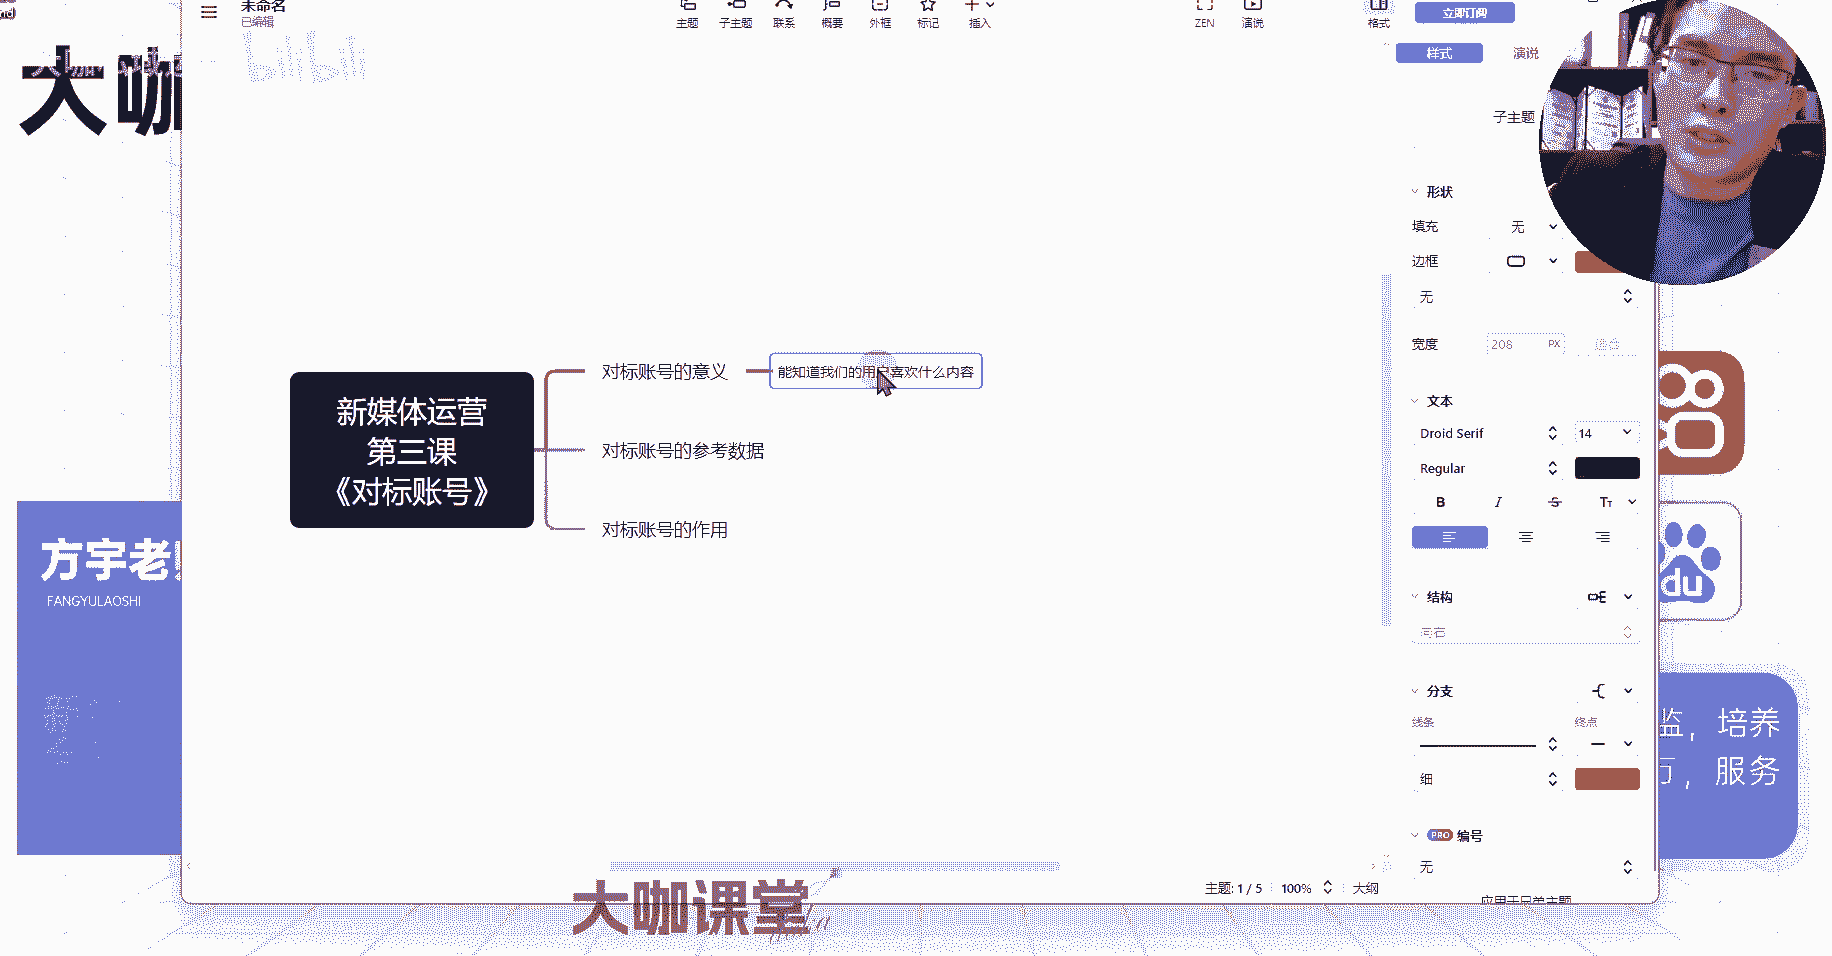 未命名
已编辑
主题
子主题
联系
概要
外框
标记
插入
ZEN
演说
格式
立即订阅
bilibili
样式
演说
大咖
子主题
形状
填充
无
边框
无
宽度
208
PX
对标账号的意义
能知道我们的用户喜欢什么内容
新媒体运营
第三课
《对标账号》
对标账号的参考数据
对标账号的作用
文本
Droid Serif
14
Regular
B
I
S
Tт
方宇老
FANGYULAOSHI
du
结构
向右
分支
线条
终点
细
监，培养
万，服务
PRO 编号
无
主题: 1 / 5
100%
大纲
大咖课堂